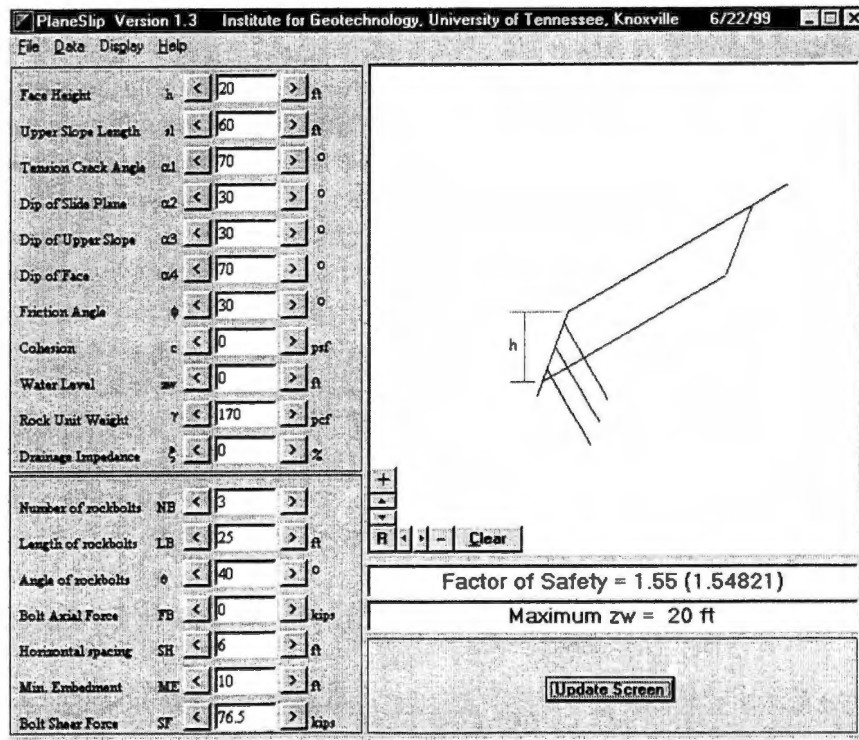 PlaneSlip Version 1.3 Institute for Geotechnology, University of Tennessee, Knoxville 6/22/99
File Data Display Help
Face Height h < 20 > ft
Upper Slope Length sl < 60 > ft
Tension Crack Angle α1 < 70 > °
Dip of Slide Plane α2 < 30 > °
Dip of Upper Slope α3 < 30 > °
Dip of Face α4 < 70 > °
Friction Angle ϕ < 30 > °
Cohesion c < 0 > psf
Water Level zw < 0 > ft
Rock Unit Weight γ < 170 > pcf
Drainage Impedance ξ < 0 > %
Number of rockbolts NB < 3 >
Length of rockbolts LB < 25 > ft
Angle of rockbolts θ < 40 > °
Bolt Axial Force FB < 0 > kips
Horizontal spacing SH < 6 > ft
Min. Embedment ME < 10 > ft
Bolt Shear Force SF < 76.5 > kips
h
+
R - Clear
Factor of Safety = 1.55 (1.54821)
Maximum zw = 20 ft
Update Screen